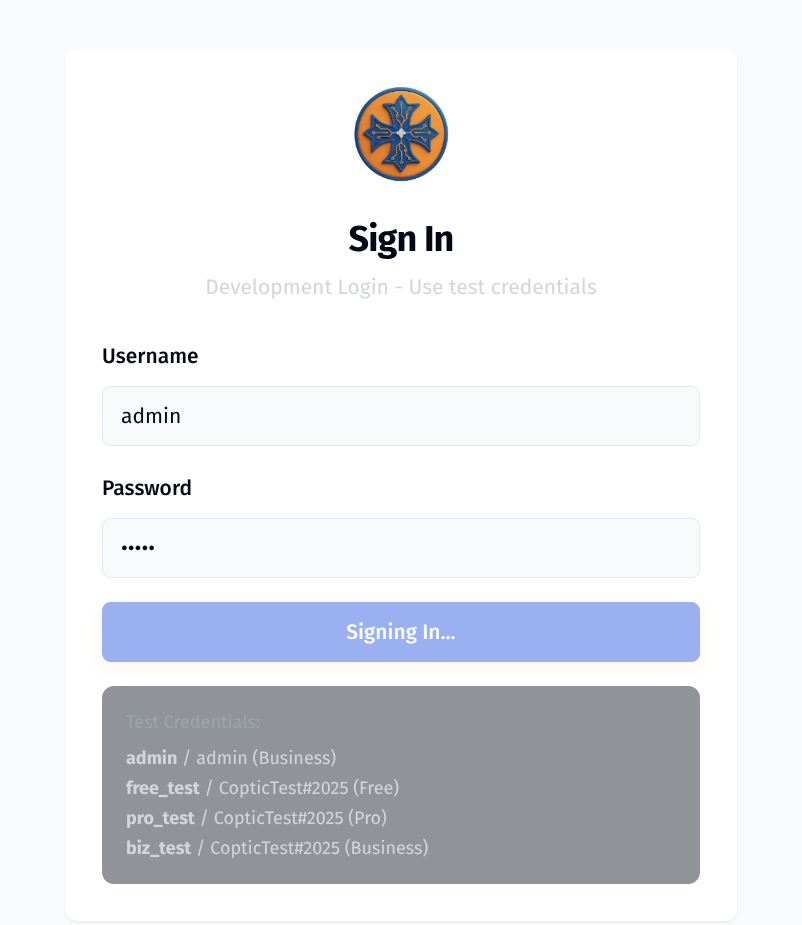 Sign In
Development Login - Use test credentials
Username
admin
Password
•••••
Signing In...
Test Credentials:
admin / admin (Business)
free_test / CopticTest#2025 (Free)
pro_test / CopticTest#2025 (Pro)
biz_test / CopticTest#2025 (Business)